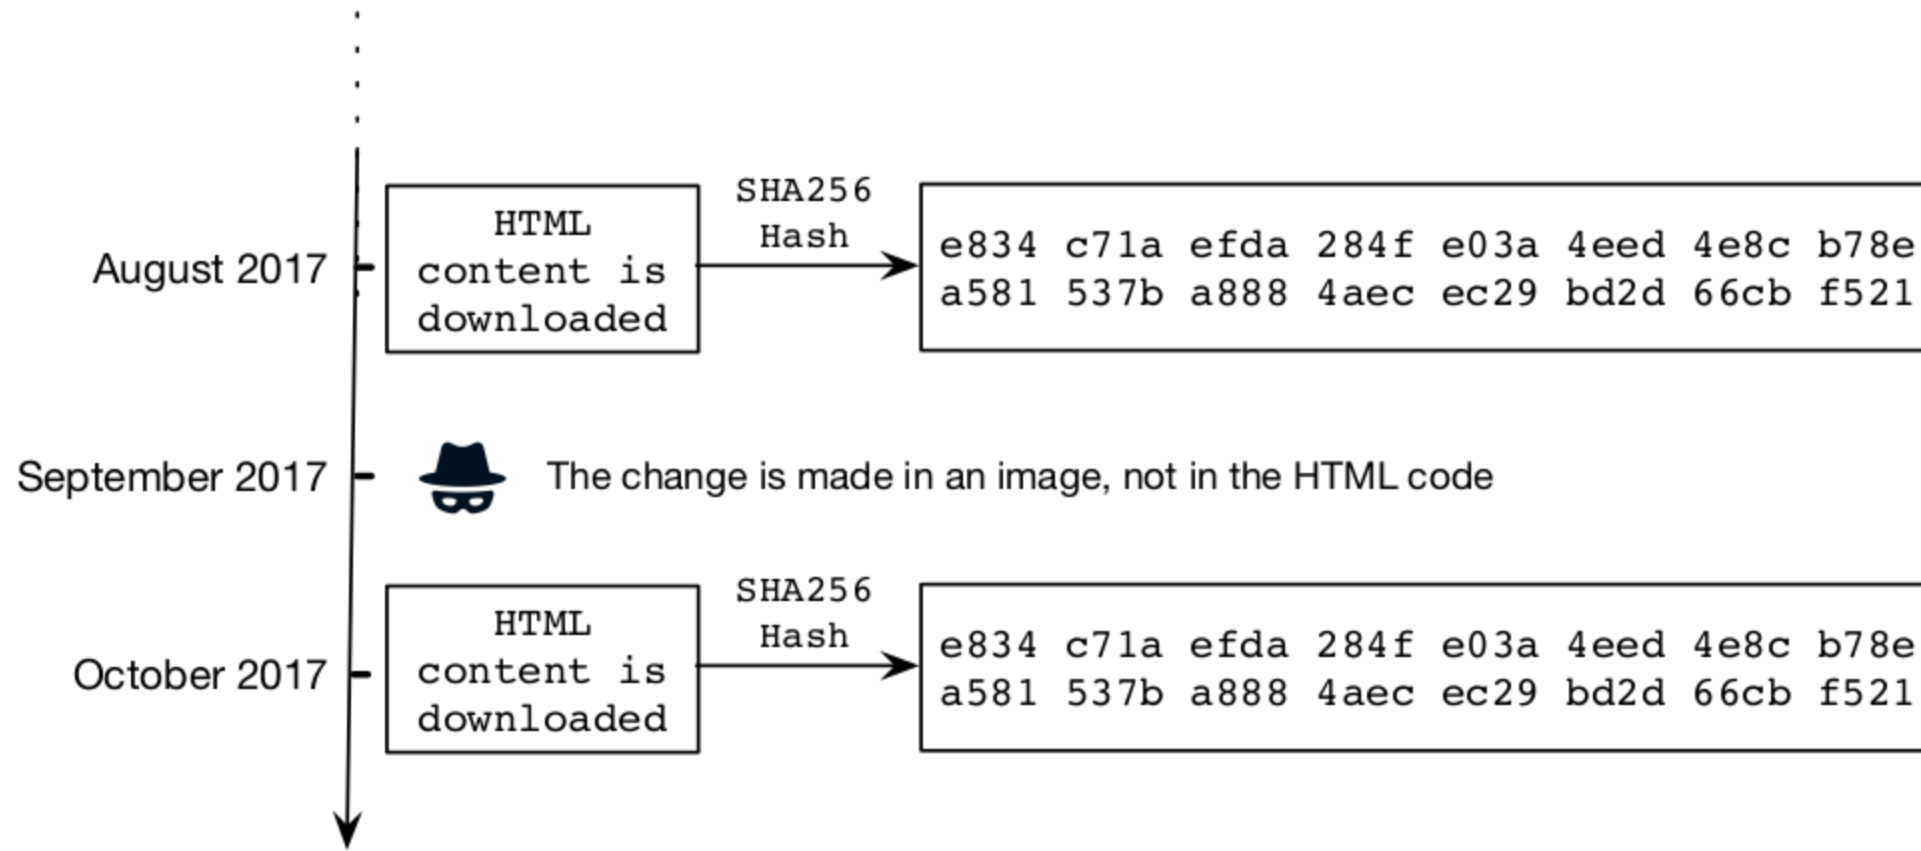 SHA256
Hash
August 2017
HTML
content is
downloaded
e834 c71a efda 284f e03a 4eed 4e8c b78e
a581 537b a888 4aec ec29 bd2d 66cb f521
September 2017
The change is made in an image, not in the HTML code
SHA256
Hash
October 2017
HTML
content is
downloaded
e834 c71a efda 284f e03a 4eed 4e8c b78e
a581 537b a888 4aec ec29 bd2d 66cb f521